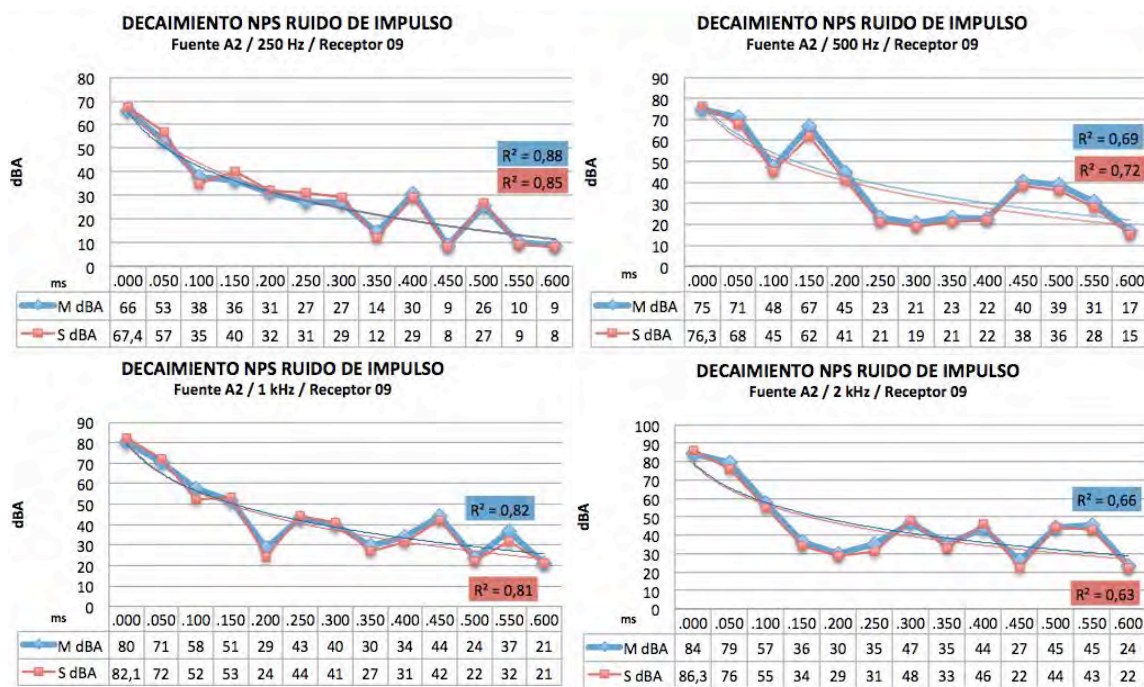 DECAIMIENTO NPS RUIDO DE IMPULSO
Fuente A2 / 250 Hz / Receptor 09
80
70
60
50
40
30
20
10
0
dBA
R² = 0,88
R² = 0,85
ms .000 .050 .100 .150 .200 .250 .300 .350 .400 .450 .500 .550 .600
M dBA 66 53 38 36 31 27 27 14 30 9 26 10 9
S dBA 67,4 57 35 40 32 31 29 12 29 8 27 9 8
DECAIMIENTO NPS RUIDO DE IMPULSO
Fuente A2 / 500 Hz / Receptor 09
90
80
70
60
50
40
30
20
10
0
dBA
R² = 0,69
R² = 0,72
ms .000 .050 .100 .150 .200 .250 .300 .350 .400 .450 .500 .550 .600
M dBA 75 71 48 67 45 23 21 23 22 40 39 31 17
S dBA 76,3 68 45 62 41 21 19 21 22 38 36 28 15
DECAIMIENTO NPS RUIDO DE IMPULSO
Fuente A2 / 1 kHz / Receptor 09
90
80
70
60
50
40
30
20
10
0
dBA
R² = 0,82
R² = 0,81
ms .000 .050 .100 .150 .200 .250 .300 .350 .400 .450 .500 .550 .600
M dBA 80 71 58 51 29 43 40 30 34 44 24 37 21
S dBA 82,1 72 52 53 24 44 41 27 31 42 22 32 21
DECAIMIENTO NPS RUIDO DE IMPULSO
Fuente A2 / 2 kHz / Receptor 09
100
90
80
70
60
50
40
30
20
10
0
dBA
R² = 0,66
R² = 0,63
ms .000 .050 .100 .150 .200 .250 .300 .350 .400 .450 .500 .550 .600
M dBA 84 79 57 36 30 35 47 35 44 27 45 45 24
S dBA 86,3 76 55 34 29 31 48 33 46 22 44 43 22